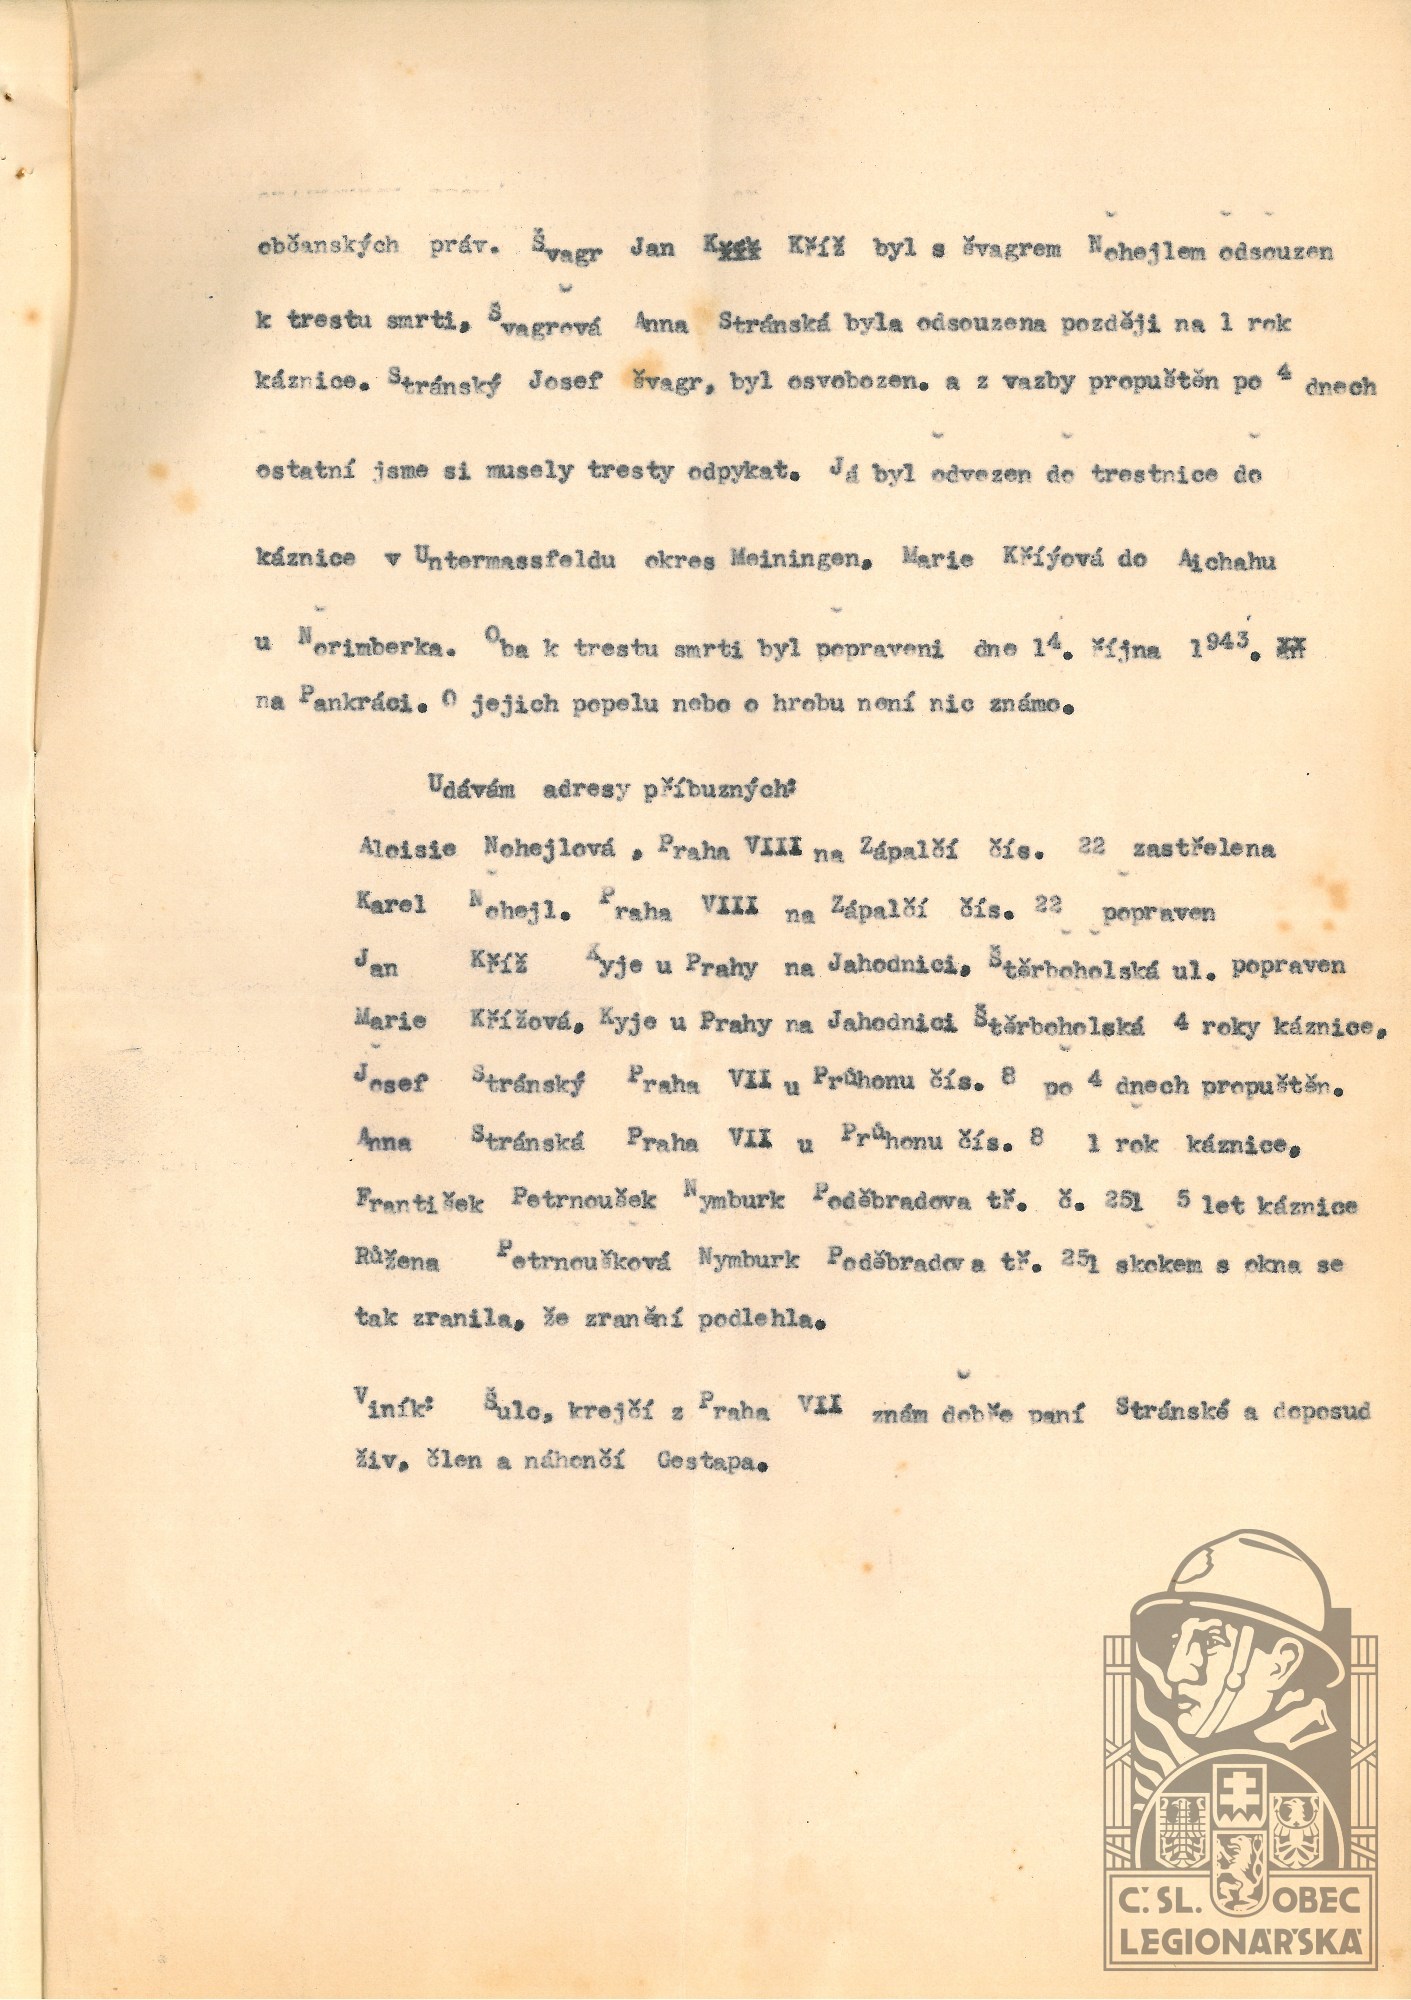 občanských práv. Švagr Jan Kříž byl s švagrem Nohejlem odsouzen
k trestu smrti, Švagrová Anna Stránská byla odsouzena později na 1 rok
káznice. Stránský Josef švagr, byl osvobozen. a z vazby propuštěn po 4 dnech
ostatní jsme si musely tresty odpykat. Já byl odvezen do trestnice do
káznice v Untermassfeldu okres Meiningen, Marie Kříýová do Aichahu
u Norimberka. Oba k trestu smrti byl popraveni dne 14. října 1943.
na Pankráci. O jejich popelu nebo o hrobu není nic známo.
Udávám adresy příbuzných:
Aloisie Nohejlová, Praha VIII na Zápalčí čís. 22 zastřelena
Karel Nohejl. Praha VIII na Zápalčí čís. 22 popraven
Jan Kříž Kyje u Prahy na Jahodnici, Štěrboholská ul. popraven
Marie Křížová, Kyje u Prahy na Jahodnici Štěrboholská 4 roky káznice,
Josef Stránský Praha VII u Průhonu čís. 8 po 4 dnech propuštěn.
Anna Stránská Praha VII u Průhonu čís. 8 1 rok káznice,
František Petrnoušek Nymburk Poděbradova tř. č. 251 5 let káznice
Růžena Petrnoušková Nymburk Poděbradova tř. 251 skokem s okna se
tak zranila, že zranění podlehla.
Viník: Šulc, krejčí z Praha VII znám dobře paní Stránské a doposud
živ, člen a náhončí Gestapa.
Č. SL. OBEC
LEGIONÁŘSKÁ